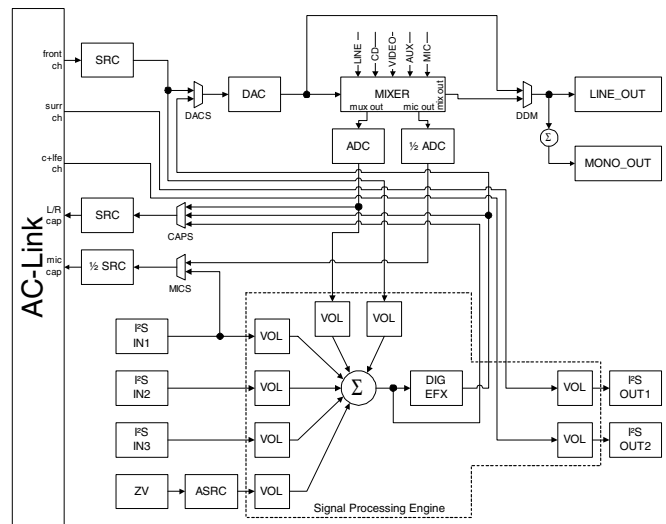 AC-Link
front
ch
SRC
LINE
CD
VIDEO
AUX
MIC
DACS
DAC
MIXER
mux out
mic out
mix out
DDM
LINE_OUT
Σ
MONO_OUT
surr
ch
ADC
½ ADC
c+lfe
ch
L/R
cap
SRC
CAPS
mic
cap
½ SRC
MICS
VOL
VOL
I²S
IN1
VOL
I²S
IN2
VOL
Σ
DIG
EFX
VOL
I²S
OUT1
I²S
IN3
VOL
VOL
I²S
OUT2
ZV
ASRC
VOL
Signal Processing Engine